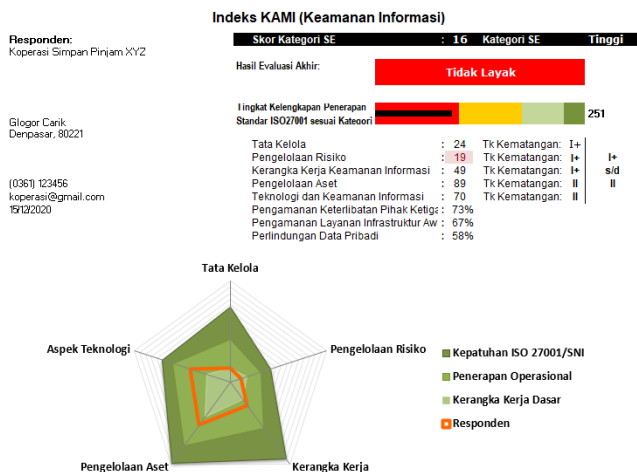 Indeks KAMI (Keamanan Informasi)
Responden:
Koperasi Simpan Pinjam XYZ
Skor Kategori SE : 16 Kategori SE Tinggi
Hasil Evaluasi Akhir:
Tidak Layak
Tingkat Kelengkapan Penerapan
Standar ISO27001 sesuai Kategori
251
Glogor Carik
Denpasar, 80221
(0361) 123456
koperasi@gmail.com
15/12/2020
Tata Kelola : 24 Tk Kematangan: I+
Pengelolaan Risiko : 19 Tk Kematangan: I+ I+
Kerangka Kerja Keamanan Informasi : 49 Tk Kematangan: I+ s/d
Pengelolaan Aset : 89 Tk Kematangan: II II
Teknologi dan Keamanan Informasi : 70 Tk Kematangan: II
Pengamanan Keterlibatan Pihak Ketiga : 73%
Pengamanan Layanan Infrastruktur Aw : 67%
Perlindungan Data Pribadi : 58%
Tata Kelola
Pengelolaan Risiko
Kerangka Kerja
Pengelolaan Aset
Aspek Teknologi
Kepatuhan ISO 27001/SNI
Penerapan Operasional
Kerangka Kerja Dasar
Responden